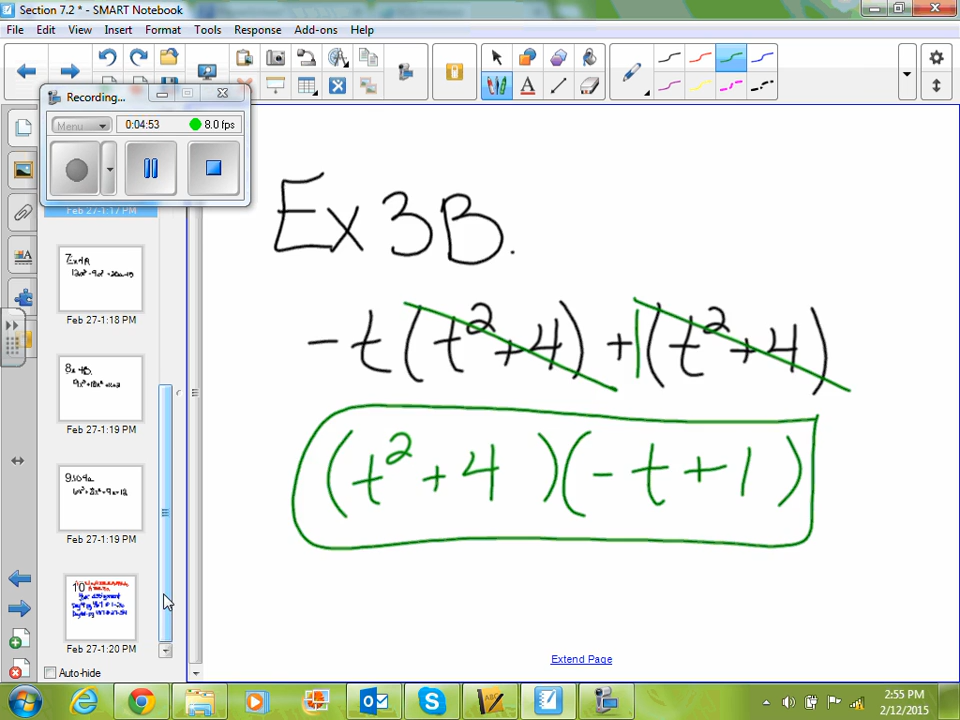 Section 7.2 * - SMART Notebook
File Edit View Insert Format Tools Response Add-ons Help
Recording...
Menu 0:04:53 8.0 fps
Feb 27-1:17 PM
Ex 3B.
-t(t²+4)+1(t²+4)
(t²+4)(-t+1)
Feb 27-1:18 PM
Feb 27-1:19 PM
Feb 27-1:19 PM
Feb 27-1:20 PM
Auto-hide
Extend Page
2:55 PM
2/12/2015